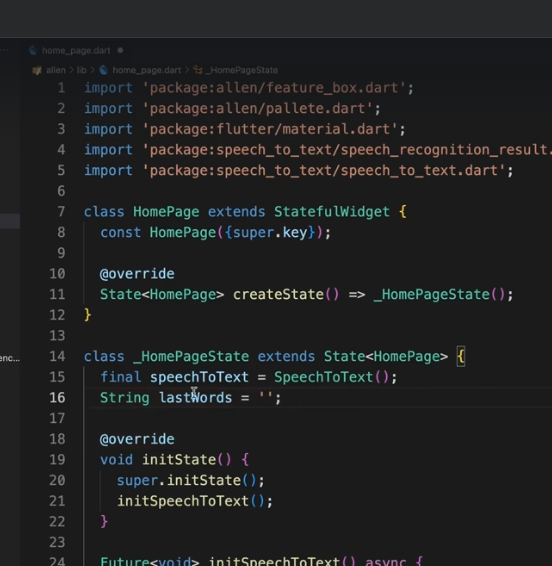 home_page.dart
allen > lib > home_page.dart > _HomePageState
1 import 'package:allen/feature_box.dart';
2 import 'package:allen/pallete.dart';
3 import 'package:flutter/material.dart';
4 import 'package:speech_to_text/speech_recognition_result.
5 import 'package:speech_to_text/speech_to_text.dart';
6
7 class HomePage extends StatefulWidget {
8 const HomePage({super.key});
9
10 @override
11 State<HomePage> createState() => _HomePageState();
12 }
13
14 class _HomePageState extends State<HomePage> {
15 final speechToText = SpeechToText();
16 String lastWords = '';
17
18 @override
19 void initState() {
20 super.initState();
21 initSpeechToText();
22 }
23
24 Future<void> initSpeechToText() async {
enc...